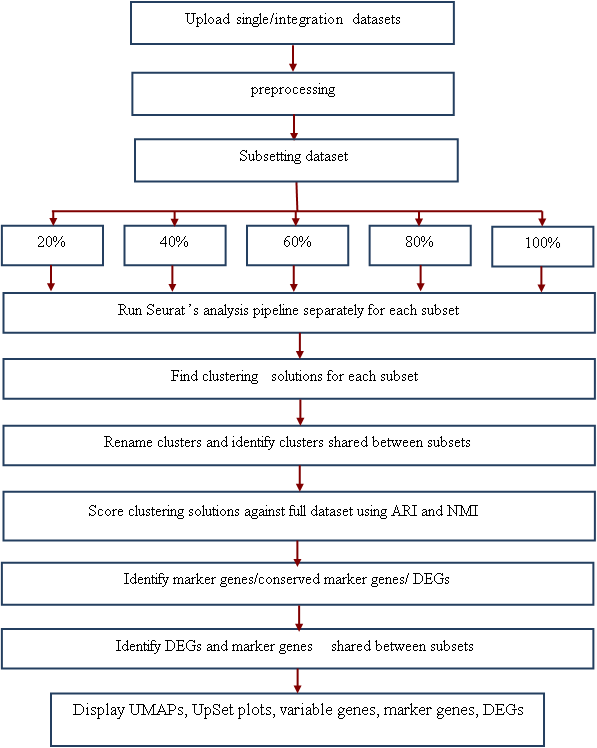 Upload single/integration datasets
preprocessing
Subsetting dataset
20%
40%
60%
80%
100%
Run Seurat’s analysis pipeline separately for each subset
Find clustering solutions for each subset
Rename clusters and identify clusters shared between subsets
Score clustering solutions against full dataset using ARI and NMI
Identify marker genes/conserved marker genes/ DEGs
Identify DEGs and marker genes shared between subsets
Display UMAPs, UpSet plots, variable genes, marker genes, DEGs